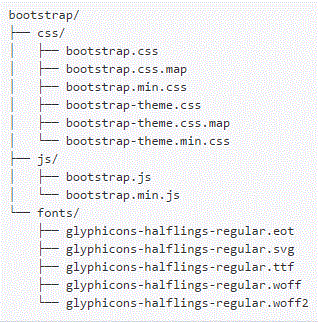 bootstrap/
├── css/
│   ├── bootstrap.css
│   ├── bootstrap.css.map
│   ├── bootstrap.min.css
│   ├── bootstrap-theme.css
│   ├── bootstrap-theme.css.map
│   └── bootstrap-theme.min.css
├── js/
│   ├── bootstrap.js
│   └── bootstrap.min.js
└── fonts/
    ├── glyphicons-halflings-regular.eot
    ├── glyphicons-halflings-regular.svg
    ├── glyphicons-halflings-regular.ttf
    ├── glyphicons-halflings-regular.woff
    └── glyphicons-halflings-regular.woff2